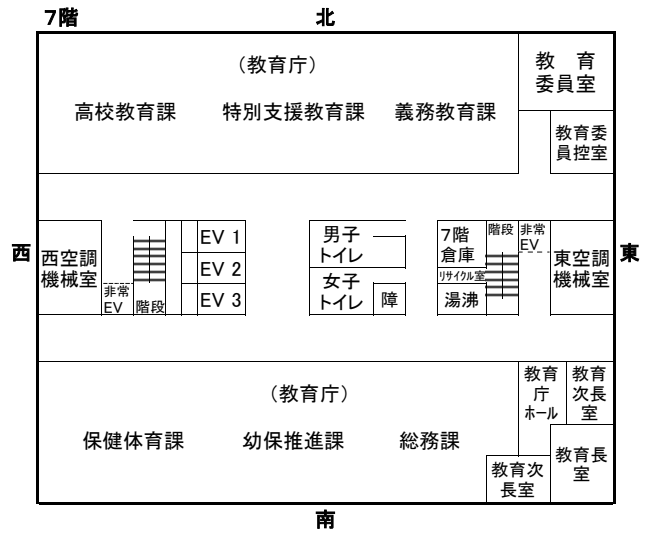 ７階
北
（教育庁）
教　育
委員室
高校教育課　特別支援教育課　義務教育課
教育委
員控室
西
西空調
機械室
非常
EV
階段
EV 1
EV 2
EV 3
男子
トイレ
女子
トイレ
障
7階
倉庫
リサイクル室
湯沸
階段
非常
EV
東空調
機械室
東
（教育庁）
保健体育課　幼保推進課　総務課
教育
庁
ホール
教育
次長
室
教育次
長室
教育長
室
南